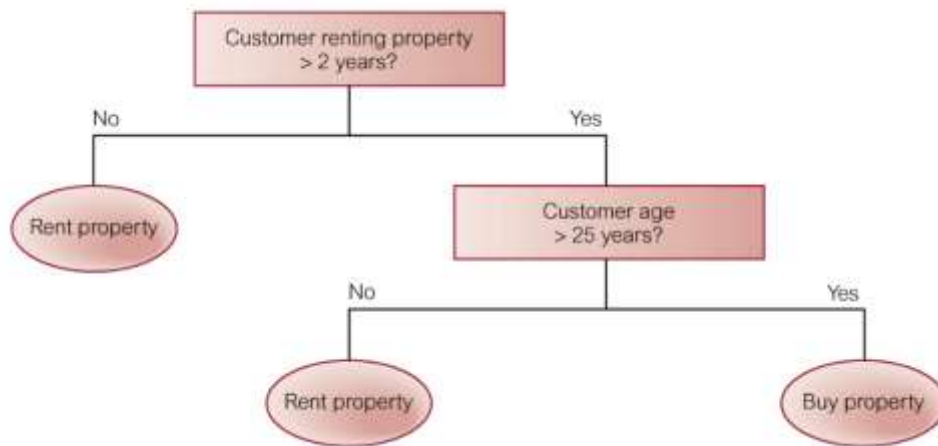 Customer renting property
> 2 years?
No
Yes
Rent property
Customer age
> 25 years?
No
Yes
Rent property
Buy property